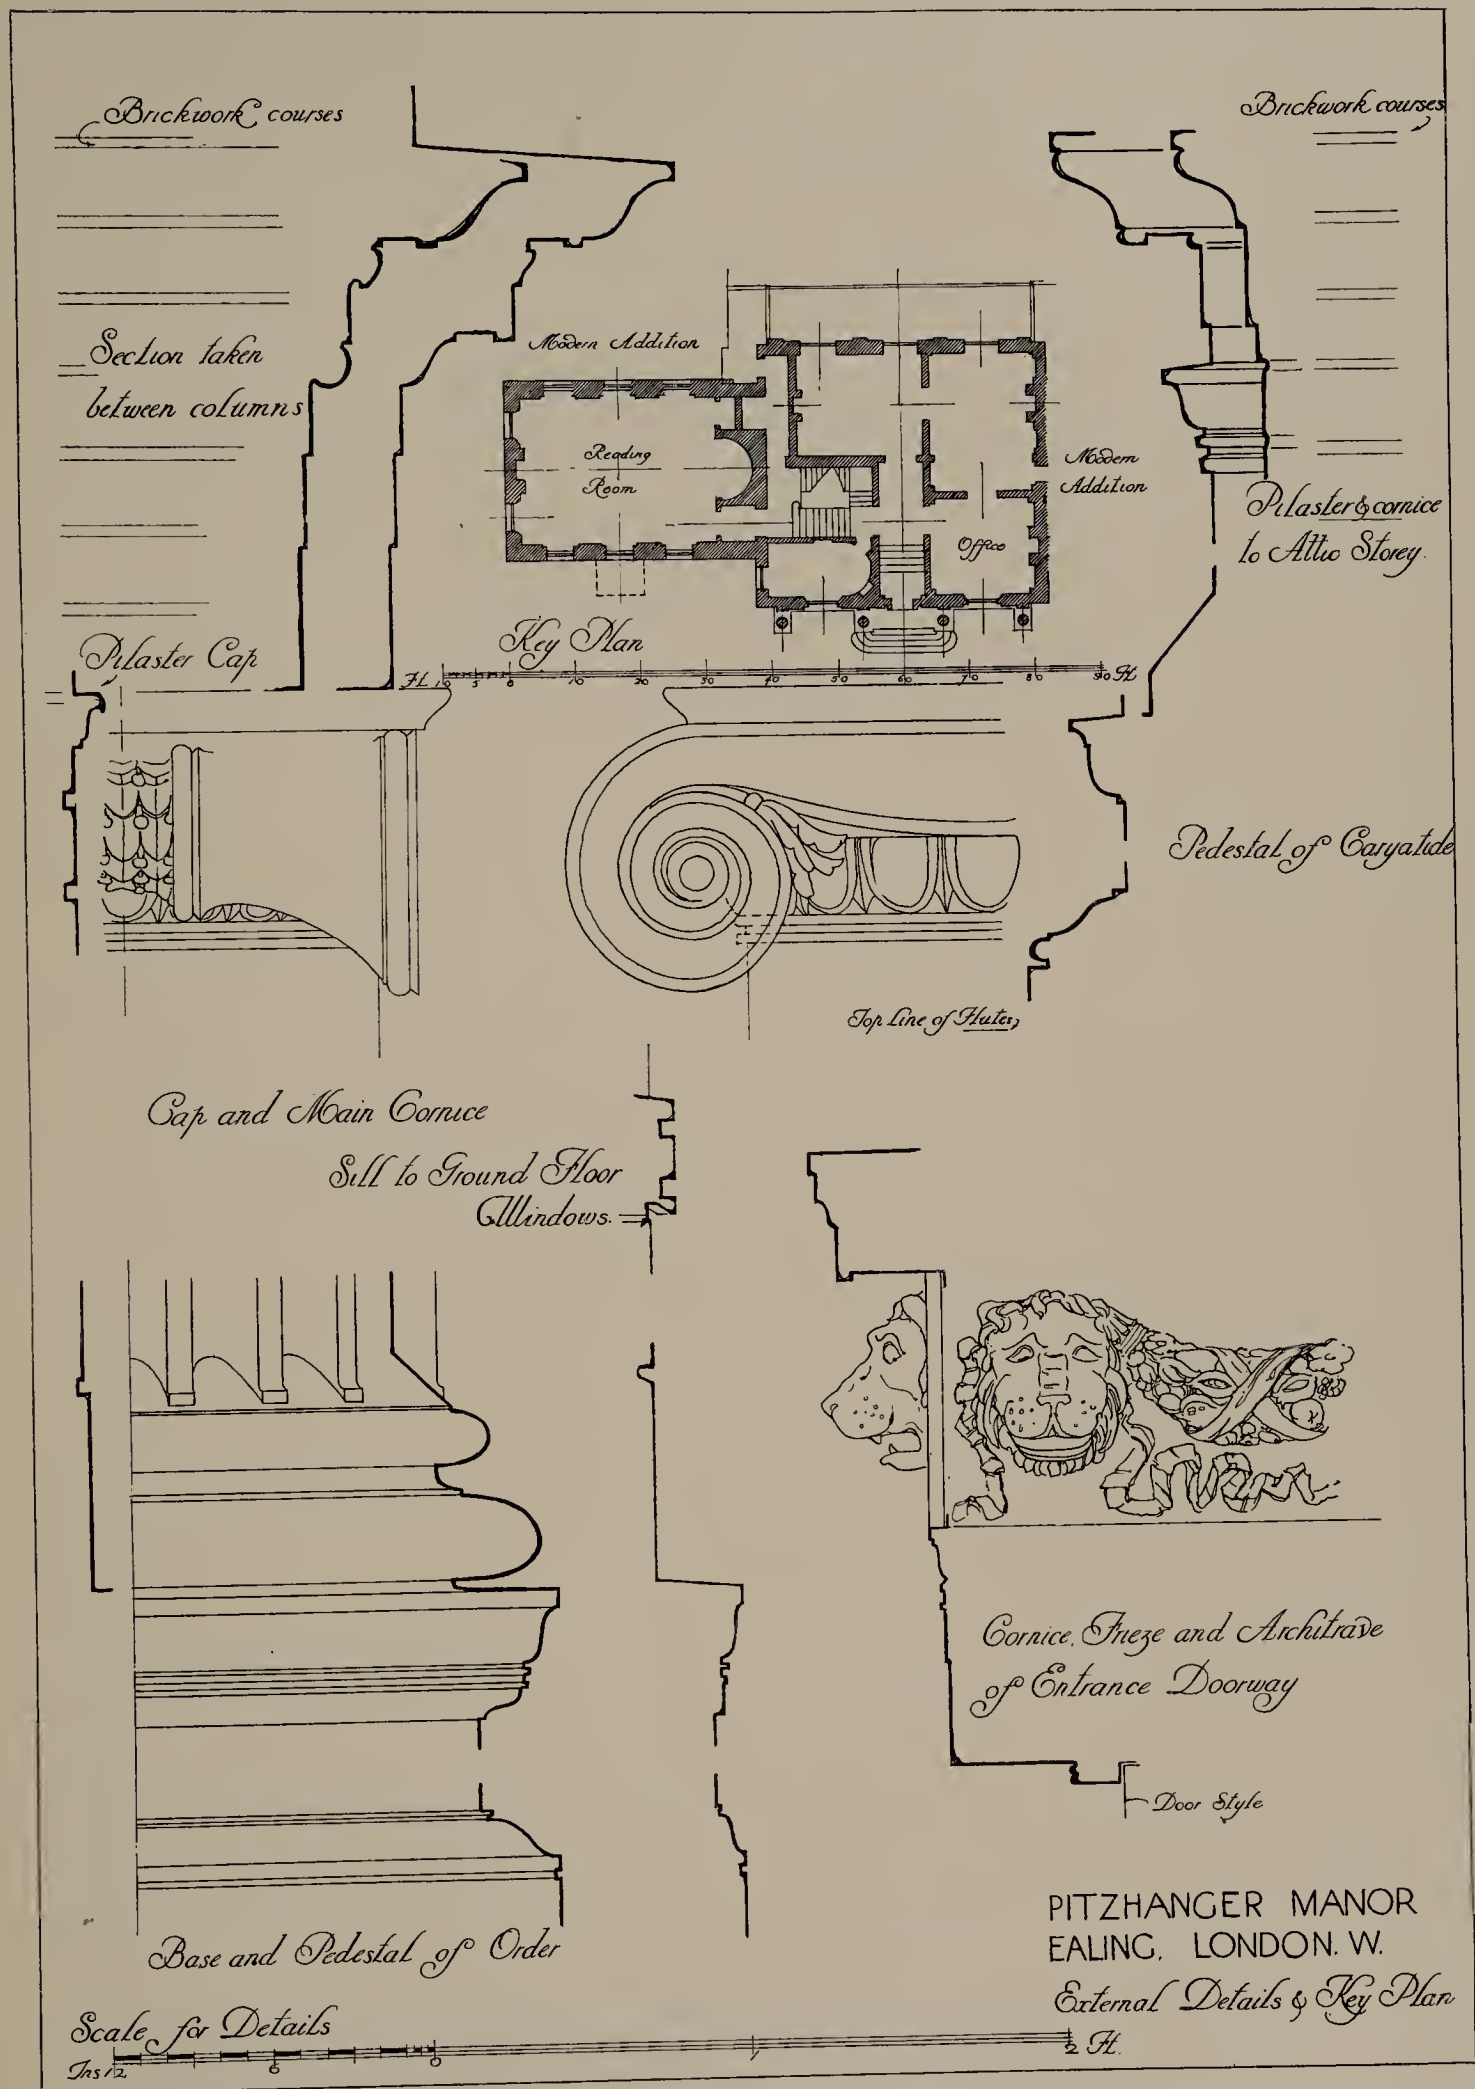 Brickwork courses
Brickwork courses
Section taken
between columns
Modern Addition
Reading
Room
Modern
Addition
Office
Pilaster & cornice
to Attic Storey.
Key Plan
Pilaster Cap
Ft. 10 5 0 10 20 30 40 50 60 70 80 90 Ft
Pedestal of Caryatide
Top Line of Flutes
Cap and Main Cornice
Sill to Ground Floor
Windows.
Cornice, Frieze and Architrave
of Entrance Doorway
Door Style
Base and Pedestal of Order
PITZHANGER MANOR
EALING. LONDON. W.
External Details & Key Plan
Scale for Details
Ins 12 6 0 1 2 Ft.